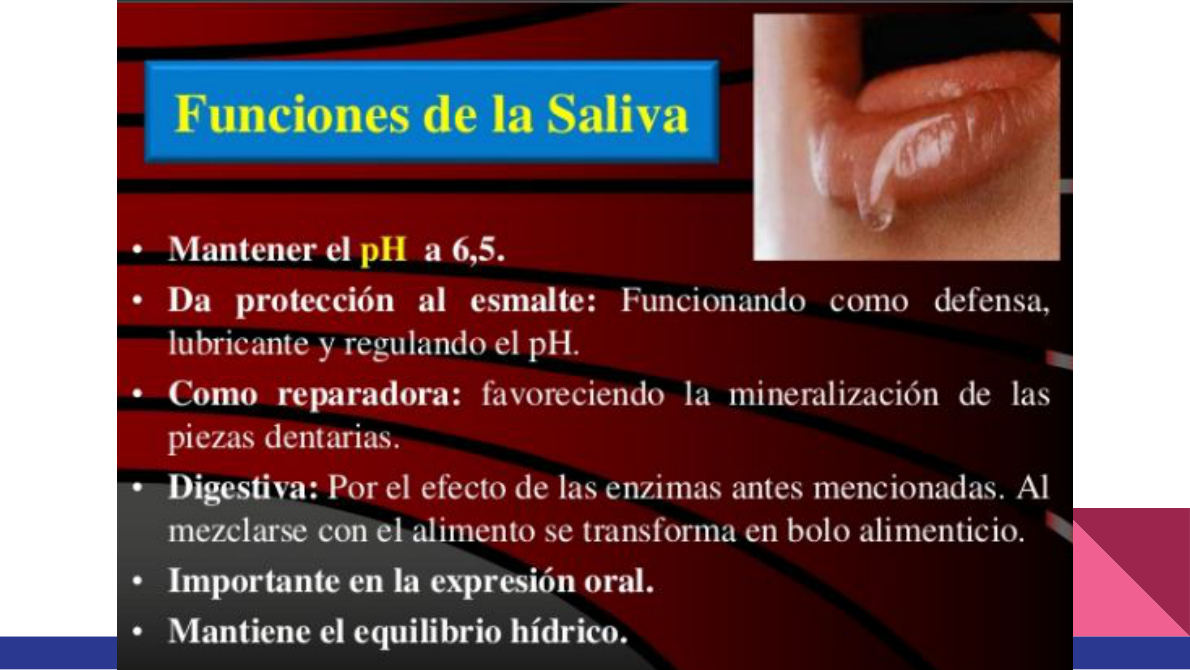 Funciones de la Saliva
• Mantener el pH a 6,5.
• Da protección al esmalte: Funcionando como defensa,
lubricante y regulando el pH.
• Como reparadora: favoreciendo la mineralización de las
piezas dentarias.
• Digestiva: Por el efecto de las enzimas antes mencionadas. Al
mezclarse con el alimento se transforma en bolo alimenticio.
• Importante en la expresión oral.
• Mantiene el equilibrio hídrico.